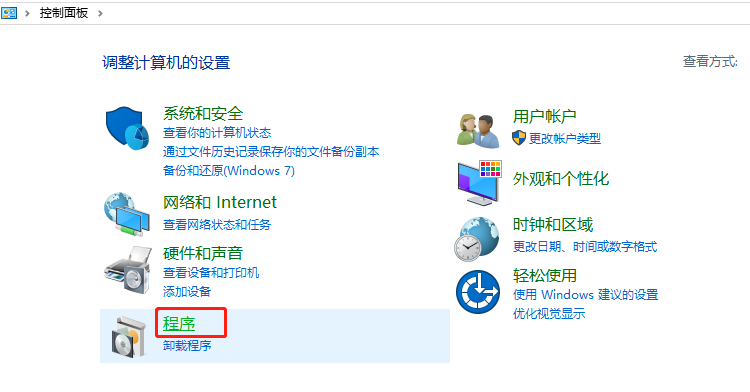 控制面板
调整计算机的设置
查看方式:
系统和安全
查看你的计算机状态
通过文件历史记录保存你的文件备份副本
备份和还原(Windows 7)
网络和 Internet
查看网络状态和任务
硬件和声音
查看设备和打印机
添加设备
程序
卸载程序
用户帐户
更改帐户类型
外观和个性化
时钟和区域
更改日期、时间或数字格式
轻松使用
使用 Windows 建议的设置
优化视觉显示